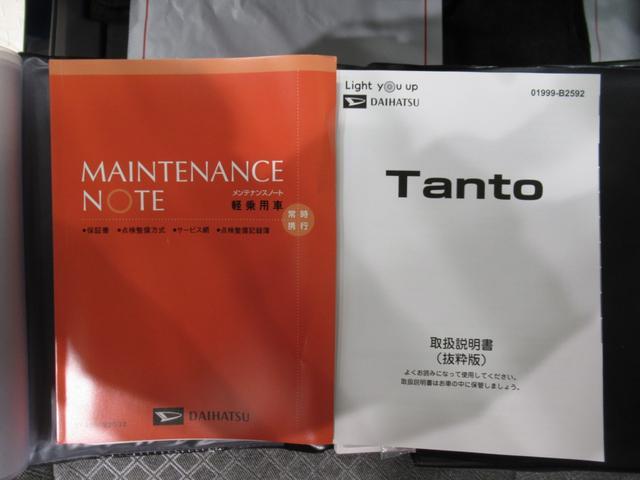 MAINTENANCE
NOTE
メンテナンスノート
軽乗用車
常時
携行
●保証書 ●点検整備方式 ●サービス網 ●点検整備記録簿
DAIHATSU
Light you up
DAIHATSU
01999-B2592
Tanto
取扱説明書
(抜粋版)
よくお読みになって使用してください。
取扱説明書はお車の中に保管しましょう。